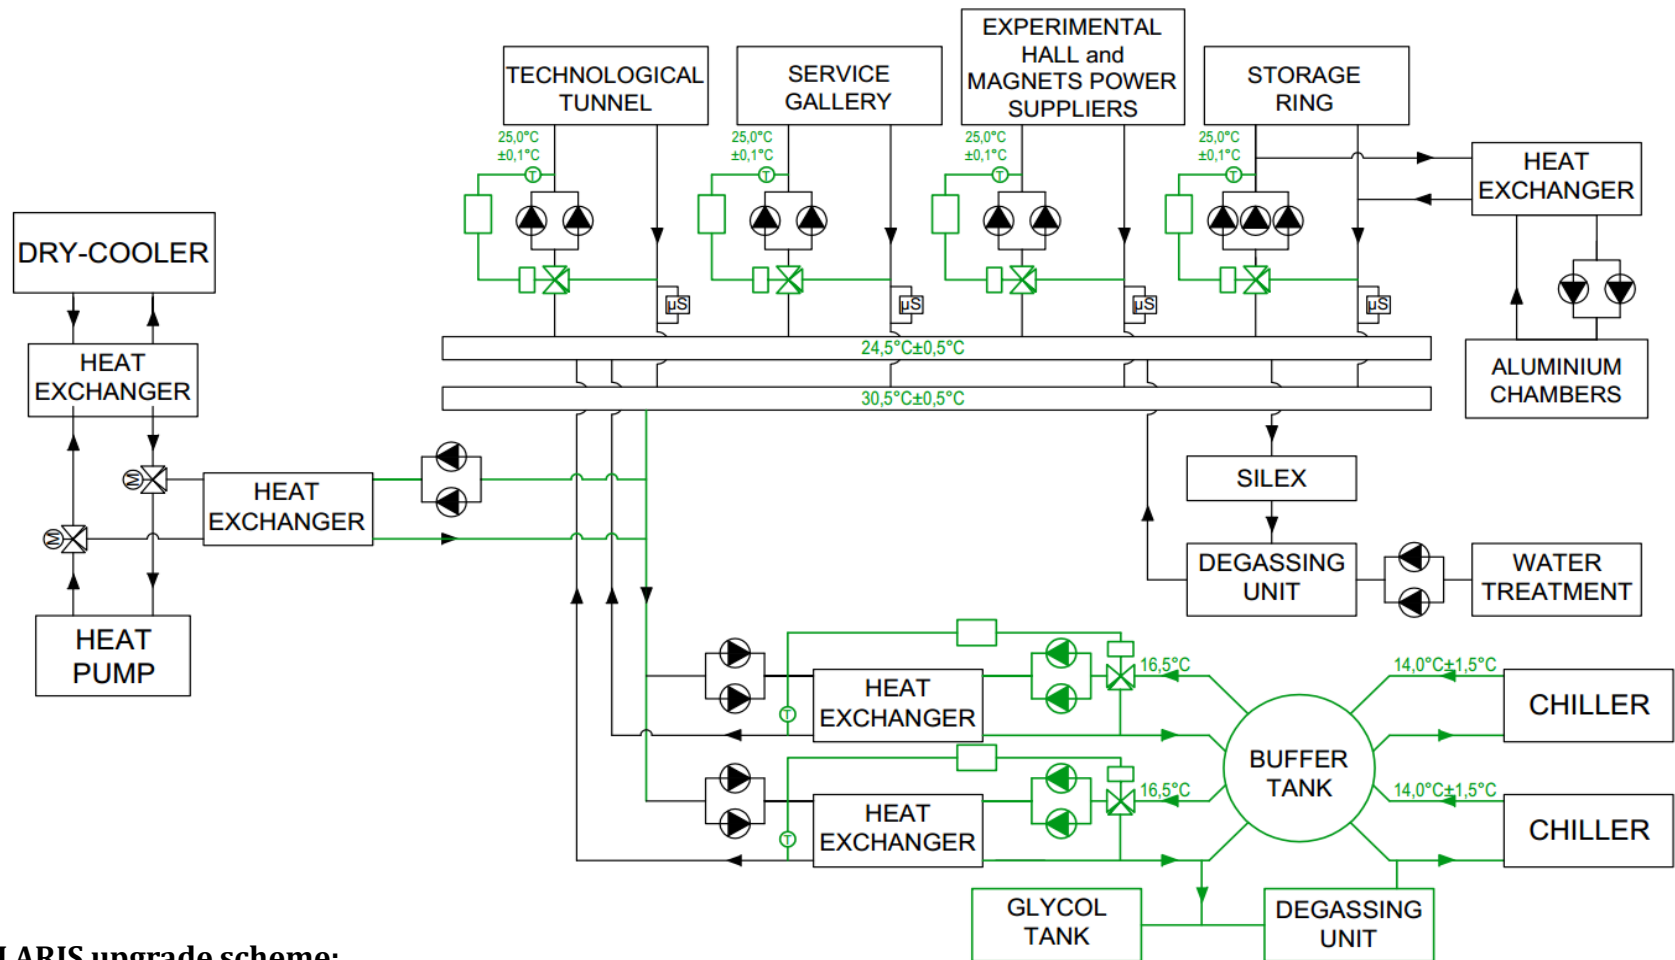 TECHNOLOGICAL
TUNNEL
SERVICE
GALLERY
EXPERIMENTAL
HALL and
MAGNETS POWER
SUPPLIERS
STORAGE
RING
25,0°C
±0,1°C
25,0°C
±0,1°C
25,0°C
±0,1°C
25,0°C
±0,1°C
T
T
T
T
HEAT
EXCHANGER
DRY-COOLER
µS
µS
µS
µS
HEAT
EXCHANGER
24,5°C±0,5°C
30,5°C±0,5°C
ALUMINIUM
CHAMBERS
M
HEAT
EXCHANGER
M
SILEX
DEGASSING
UNIT
WATER
TREATMENT
HEAT
PUMP
HEAT
EXCHANGER
T
16,5°C
14,0°C±1,5°C
CHILLER
BUFFER
TANK
HEAT
EXCHANGER
T
16,5°C
14,0°C±1,5°C
CHILLER
GLYCOL
TANK
DEGASSING
UNIT
LARIS upgrade scheme: